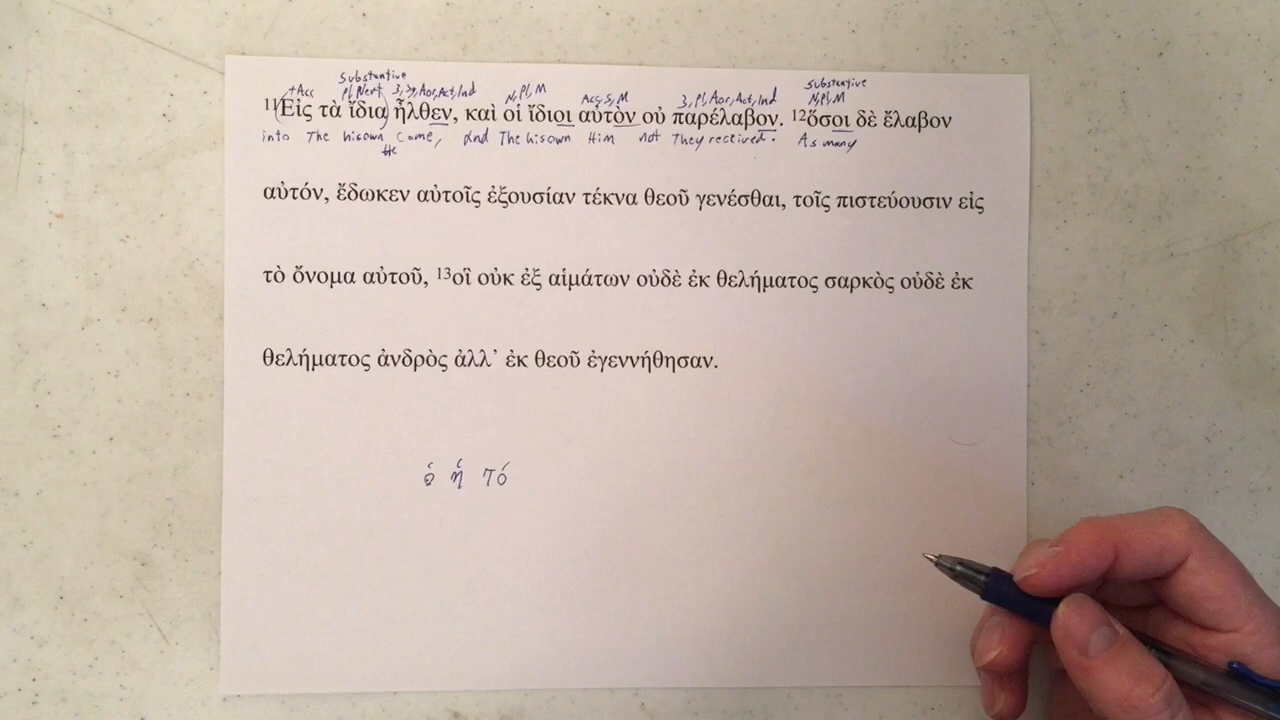 Substantive Substantive
+Acc Pl, Neut 3, Sg, Aor, Act, Ind N, Pl, M Acc, S, M 3, Pl, Aor, Act, Ind N, Pl, M
11Εἰς τὰ ἴδια ἦλθεν, καὶ οἱ ἴδιοι αὐτὸν οὐ παρέλαβον. 12ὅσοι δὲ ἔλαβον
into The his own came, And The his own Him not They received. As many
He
αὐτόν, ἔδωκεν αὐτοῖς ἐξουσίαν τέκνα θεοῦ γενέσθαι, τοῖς πιστεύουσιν εἰς
τὸ ὄνομα αὐτοῦ, 13οἳ οὐκ ἐξ αἱμάτων οὐδὲ ἐκ θελήματος σαρκὸς οὐδὲ ἐκ
θελήματος ἀνδρὸς ἀλλ᾽ ἐκ θεοῦ ἐγεννήθησαν.
ὁ ἡ τό